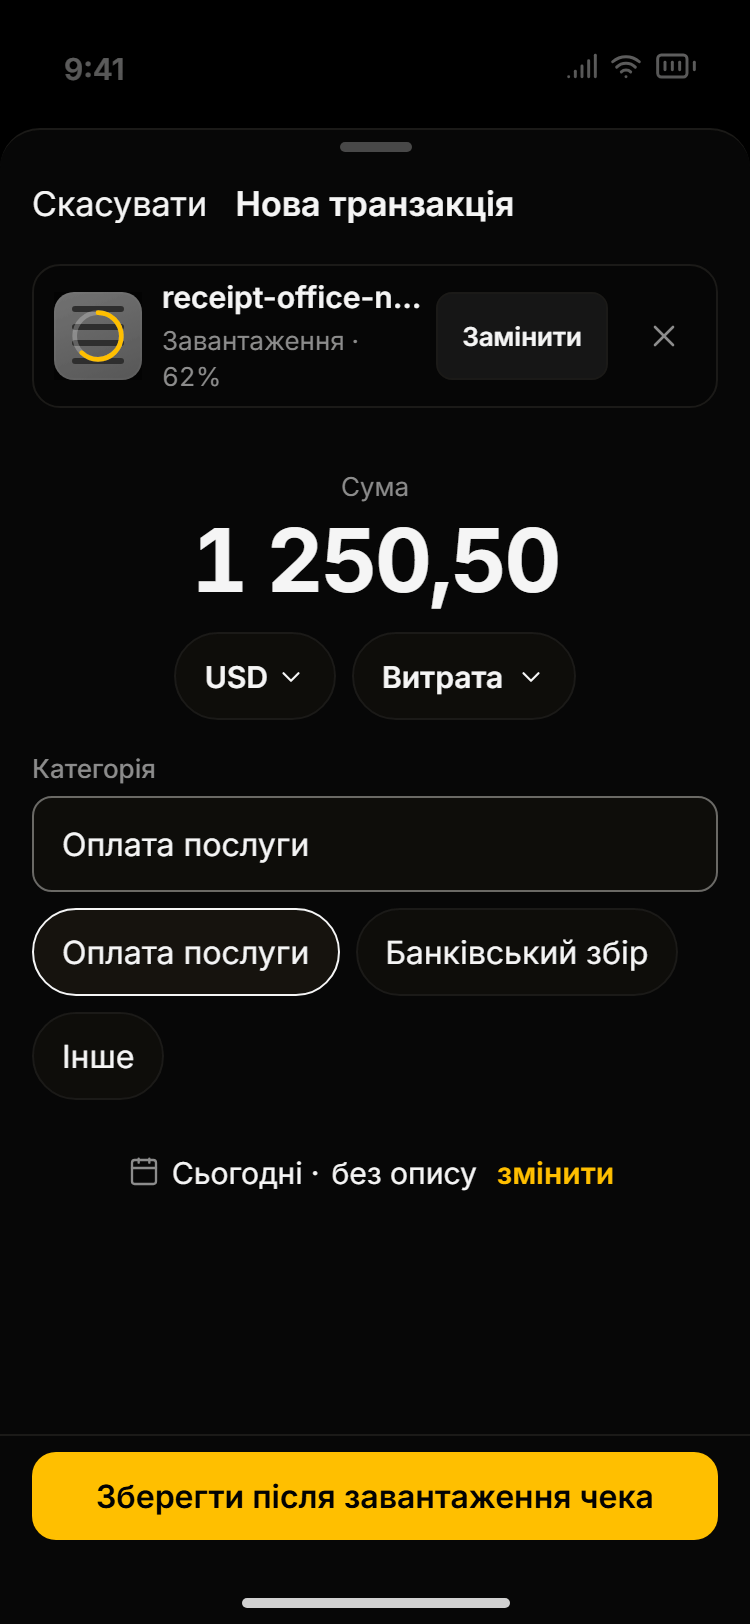 9:41
Скасувати Нова транзакція
receipt-office-n...
Завантаження ·
62%
Замінити
Сума
1 250,50
USD
Витрата
Категорія
Оплата послуги
Оплата послуги
Банківський збір
Інше
Сьогодні · без опису змінити
Зберегти після завантаження чека